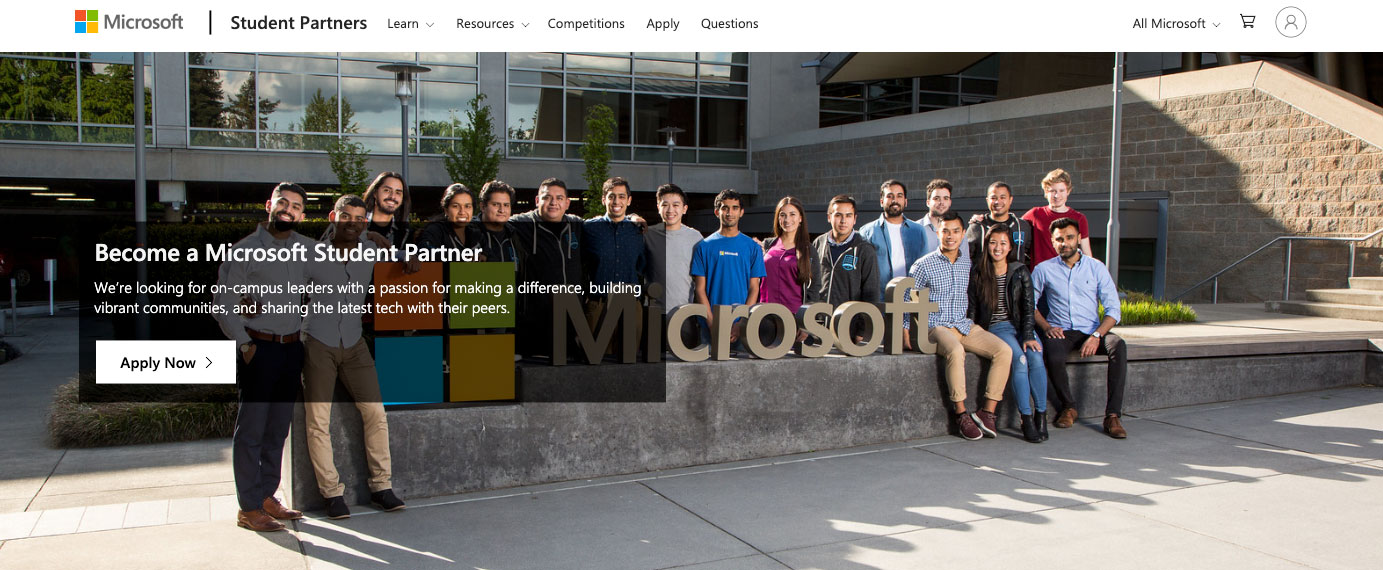 Microsoft Student Partners Learn Resources Competitions Apply Questions All Microsoft
Become a Microsoft Student Partner
We're looking for on-campus leaders with a passion for making a difference, building
vibrant communities, and sharing the latest tech with their peers.
Apply Now
Microsoft
Microsoft